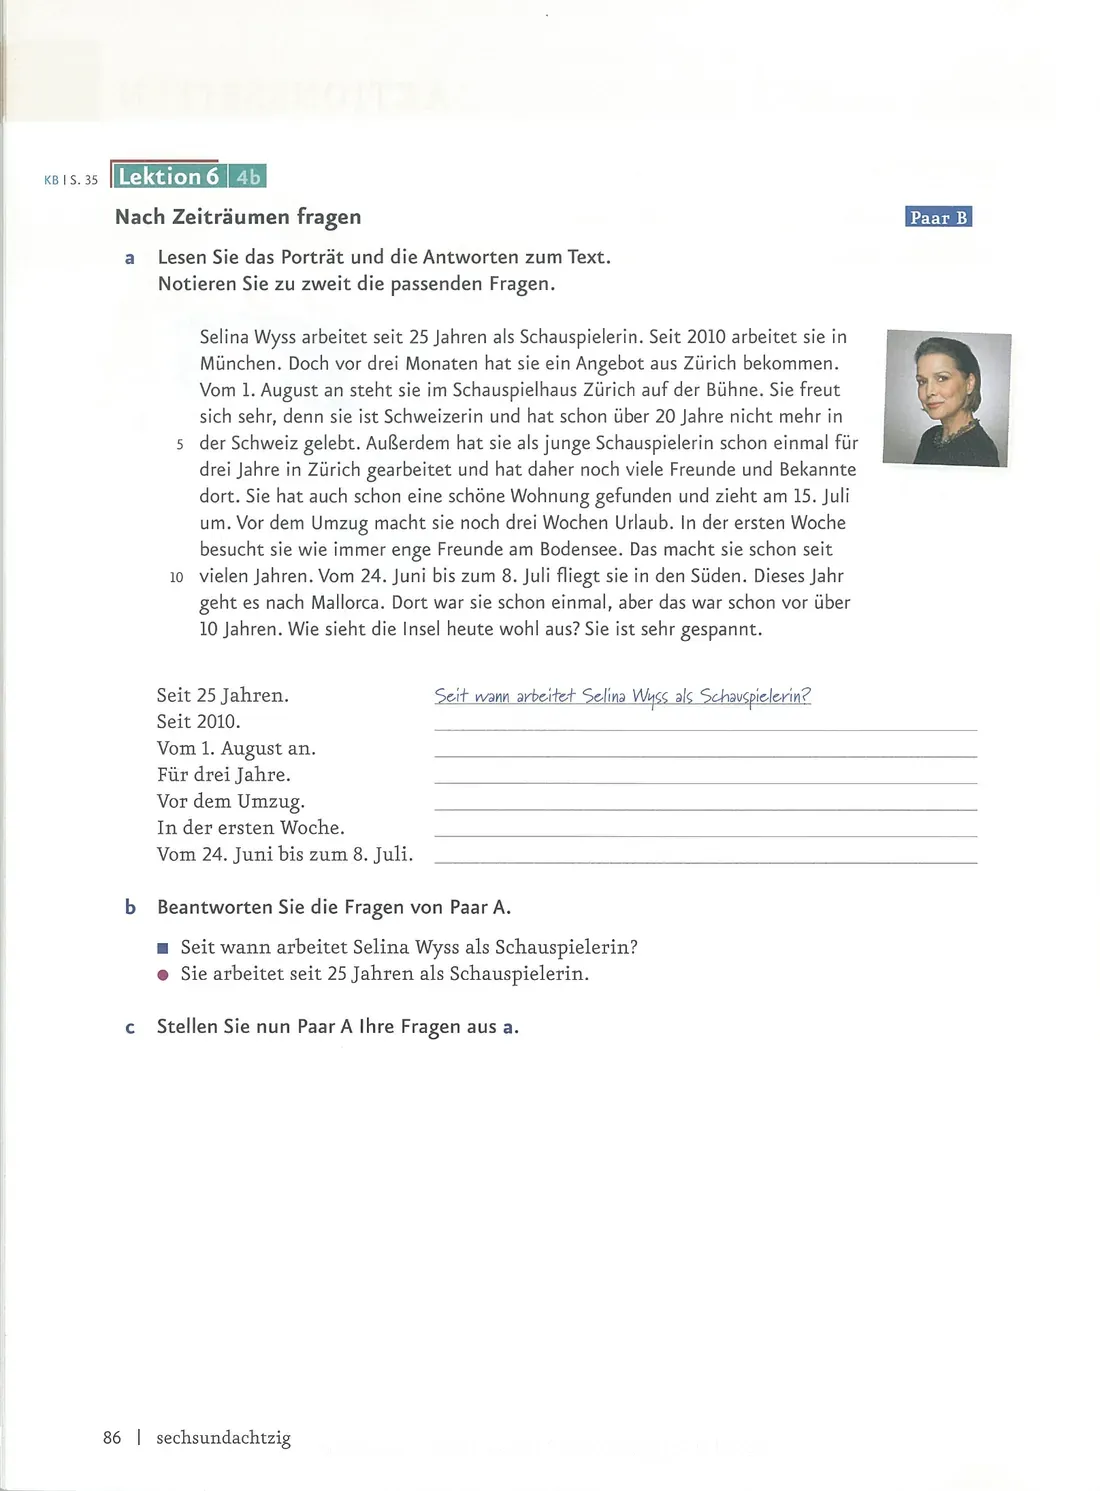 KB | S. 35 Lektion 6 4b
Nach Zeiträumen fragen Paar B
a Lesen Sie das Porträt und die Antworten zum Text.
Notieren Sie zu zweit die passenden Fragen.
Selina Wyss arbeitet seit 25 Jahren als Schauspielerin. Seit 2010 arbeitet sie in
München. Doch vor drei Monaten hat sie ein Angebot aus Zürich bekommen.
Vom 1. August an steht sie im Schauspielhaus Zürich auf der Bühne. Sie freut
sich sehr, denn sie ist Schweizerin und hat schon über 20 Jahre nicht mehr in
5 der Schweiz gelebt. Außerdem hat sie als junge Schauspielerin schon einmal für
drei Jahre in Zürich gearbeitet und hat daher noch viele Freunde und Bekannte
dort. Sie hat auch schon eine schöne Wohnung gefunden und zieht am 15. Juli
um. Vor dem Umzug macht sie noch drei Wochen Urlaub. In der ersten Woche
besucht sie wie immer enge Freunde am Bodensee. Das macht sie schon seit
10 vielen Jahren. Vom 24. Juni bis zum 8. Juli fliegt sie in den Süden. Dieses Jahr
geht es nach Mallorca. Dort war sie schon einmal, aber das war schon vor über
10 Jahren. Wie sieht die Insel heute wohl aus? Sie ist sehr gespannt.
Seit 25 Jahren. Seit wann arbeitet Selina Wyss als Schauspielerin?
Seit 2010.
Vom 1. August an.
Für drei Jahre.
Vor dem Umzug.
In der ersten Woche.
Vom 24. Juni bis zum 8. Juli.
b Beantworten Sie die Fragen von Paar A.
■ Seit wann arbeitet Selina Wyss als Schauspielerin?
● Sie arbeitet seit 25 Jahren als Schauspielerin.
c Stellen Sie nun Paar A Ihre Fragen aus a.
86 | sechsundachtzig